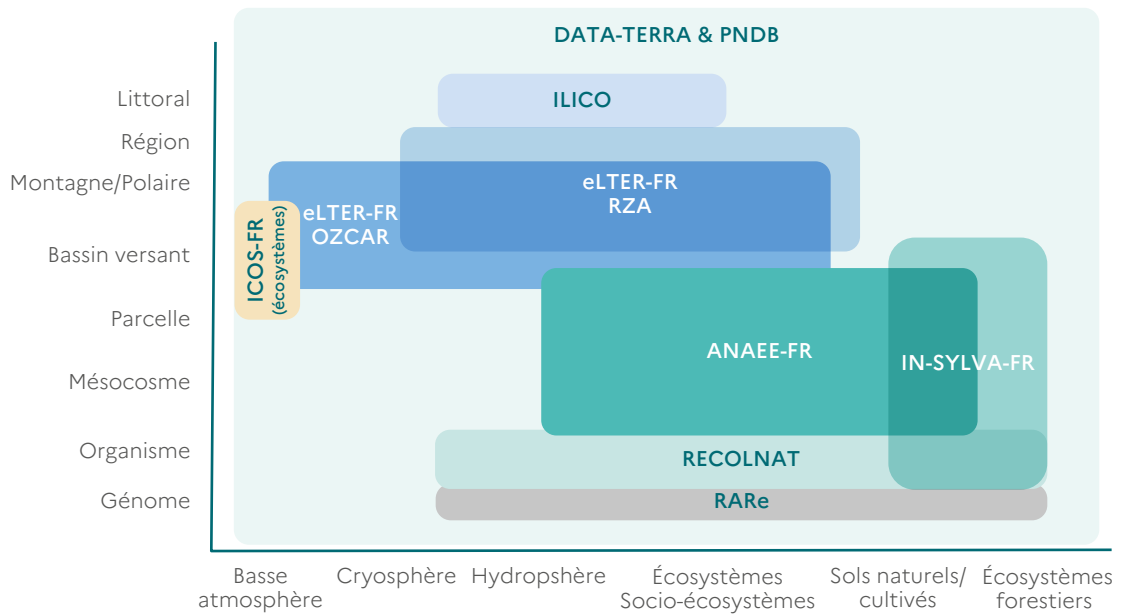 DATA-TERRA & PNDB
Littoral
ILICO
Région
Montagne/Polaire
eLTER-FR
RZA
eLTER-FR
OZCAR
ICOS-FR
(écosystèmes)
Bassin versant
Parcelle
ANAEE-FR
IN-SYLVA-FR
Mésocosme
Organisme
RECOLNAT
Génome
RARe
Basse
atmosphère
Cryosphère
Hydropshère
Écosystèmes
Socio-écosystèmes
Sols naturels/
cultivés
Écosystèmes
forestiers